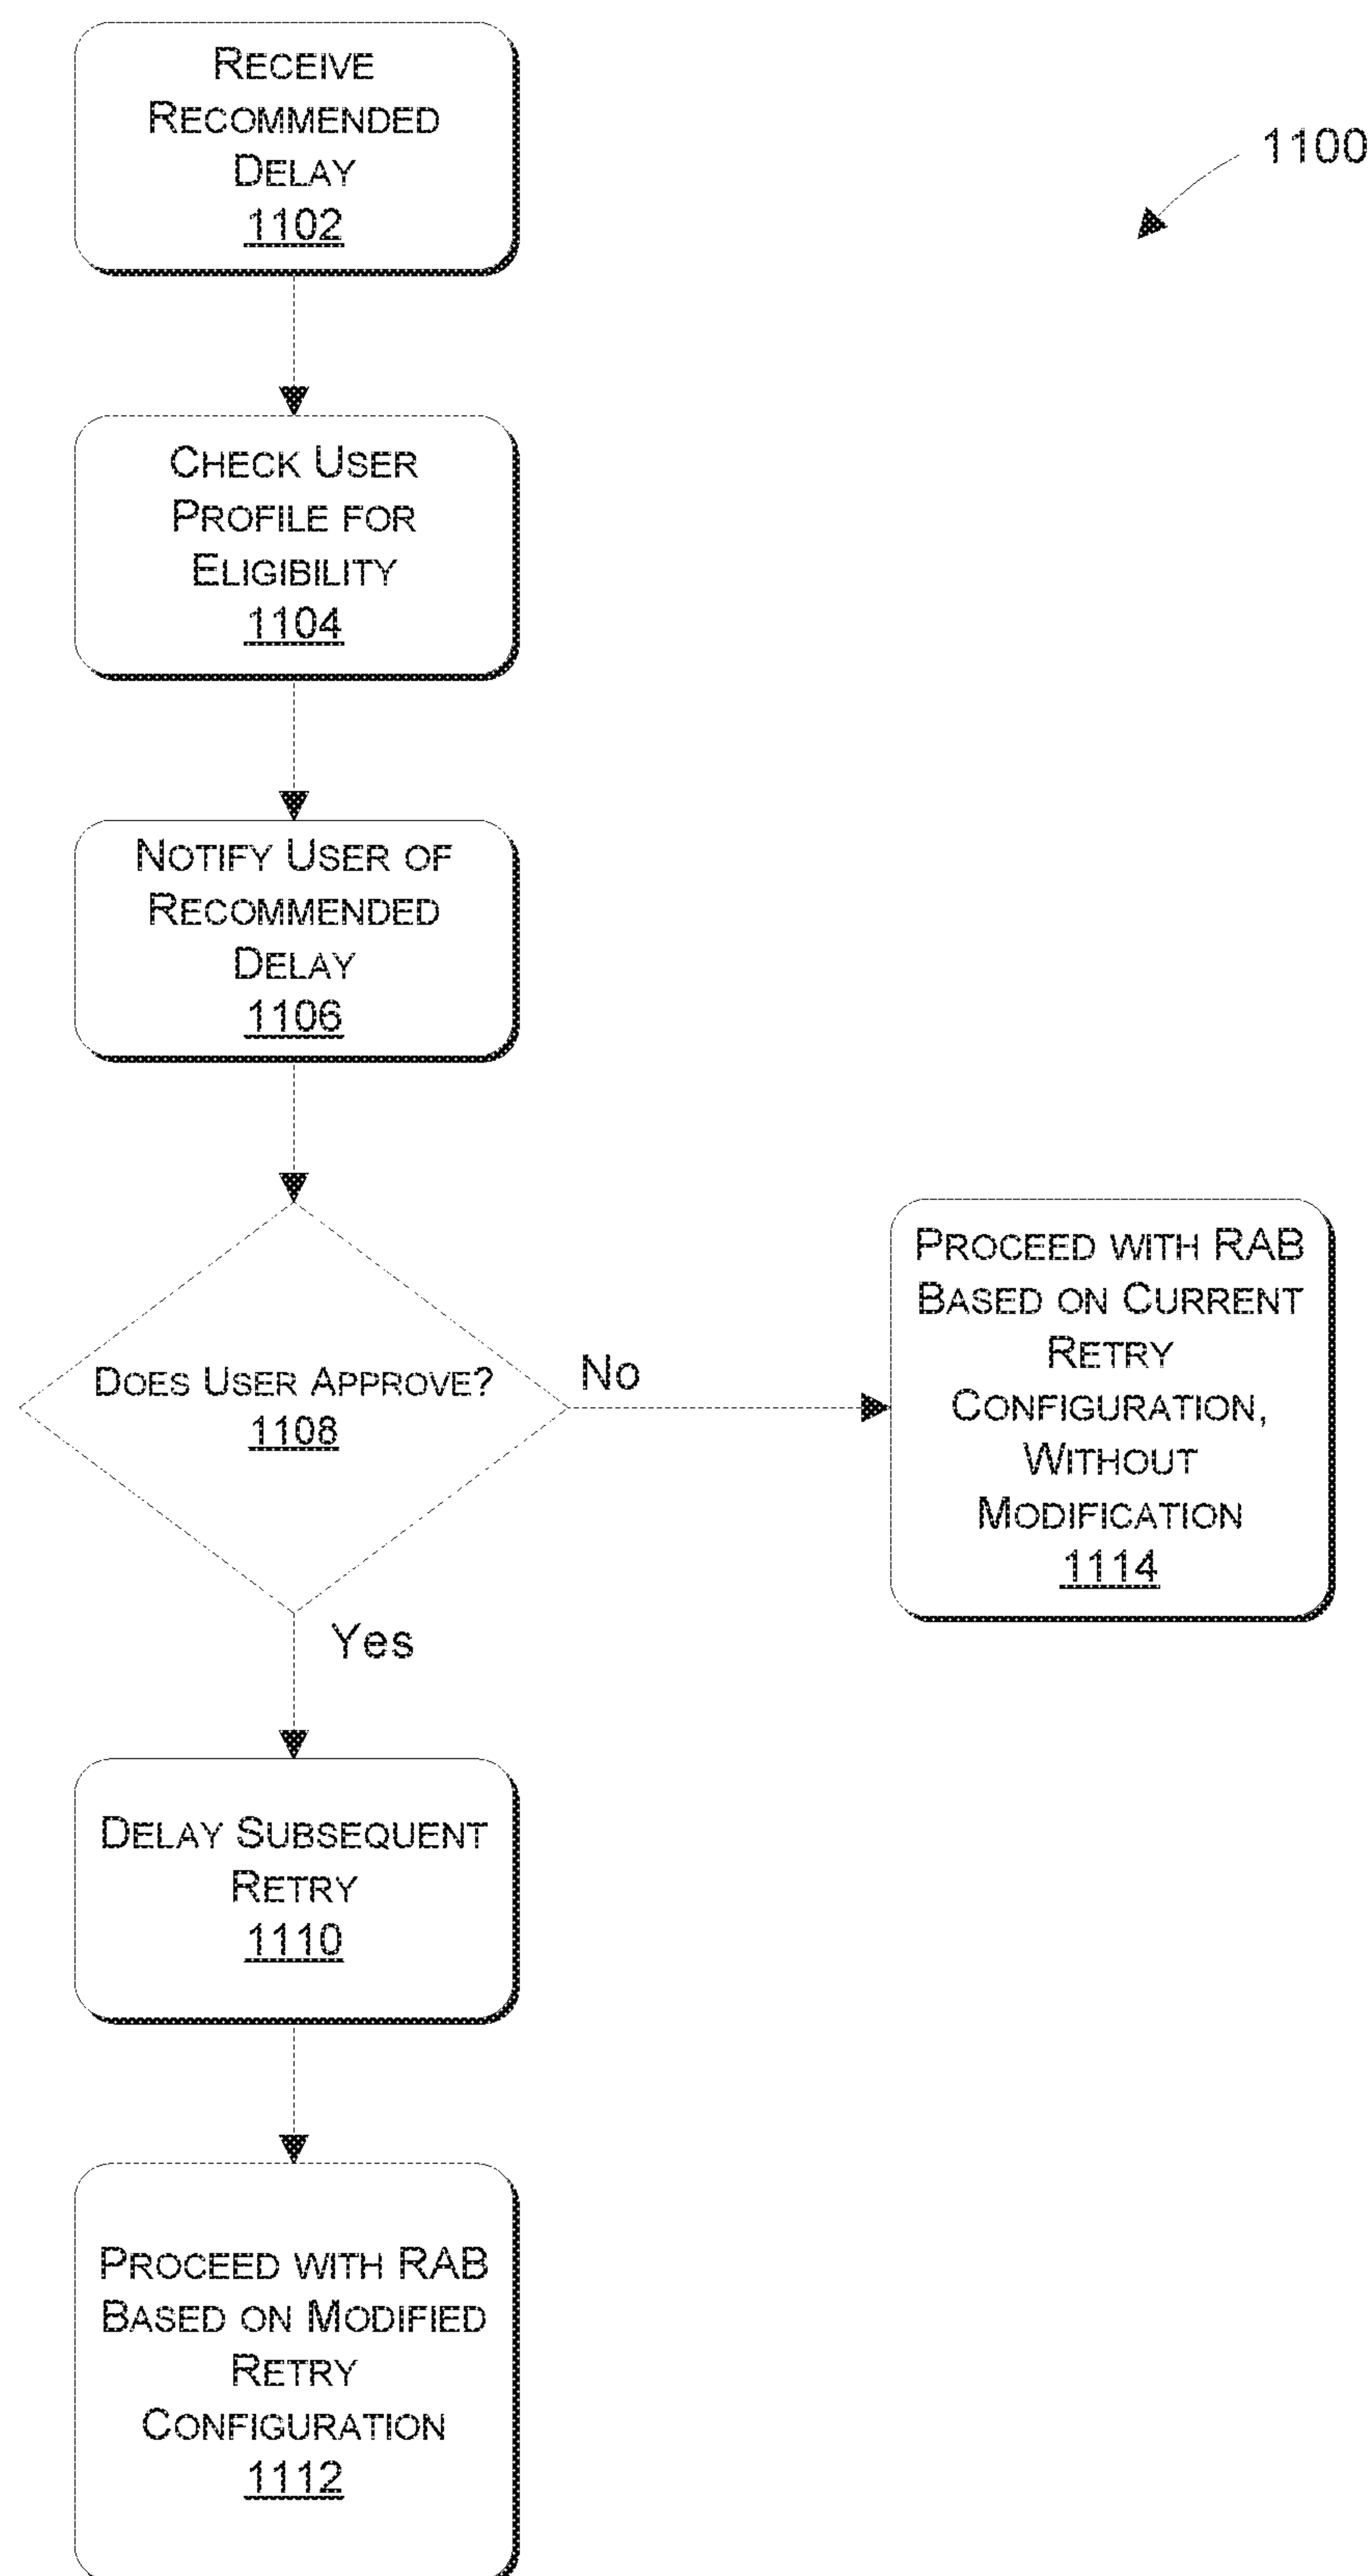 RECEIVE
RECOMMENDED
DELAY
1102
1100
CHECK USER
PROFILE FOR
ELIGIBILITY
1104
NOTIFY USER OF
RECOMMENDED
DELAY
1106
DOES USER APPROVE?
1108
No
PROCEED WITH RAB
BASED ON CURRENT
RETRY
CONFIGURATION,
WITHOUT
MODIFICATION
1114
Yes
DELAY SUBSEQUENT
RETRY
1110
PROCEED WITH RAB
BASED ON MODIFIED
RETRY
CONFIGURATION
1112